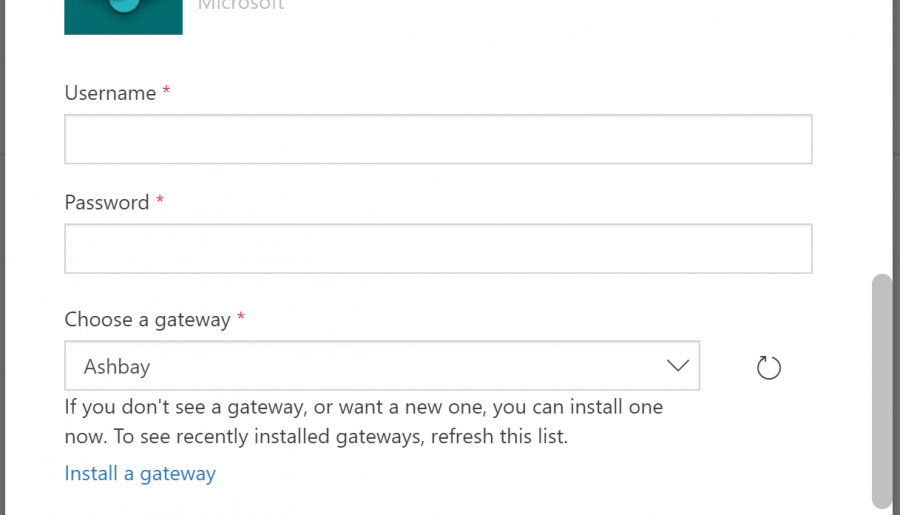 Microsoft
Username *
Password *
Choose a gateway *
Ashbay
If you don't see a gateway, or want a new one, you can install one
now. To see recently installed gateways, refresh this list.
Install a gateway